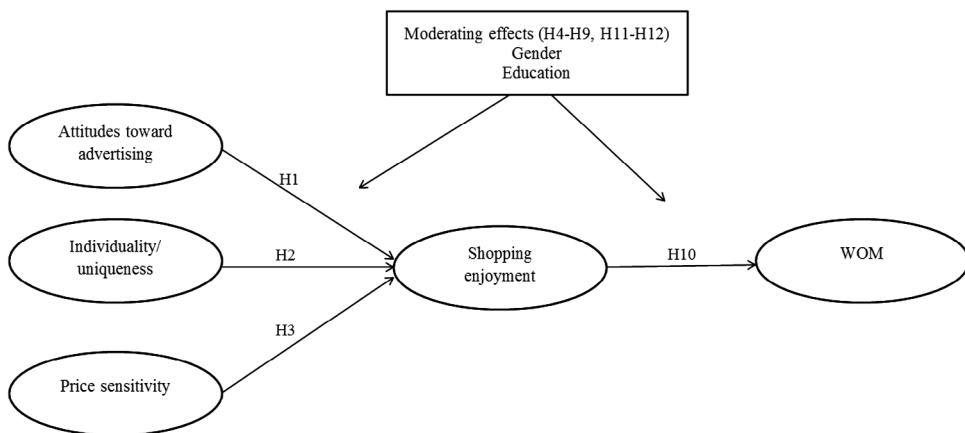 Moderating effects (H4-H9, H11-H12)
Gender
Education
Attitudes toward
advertising
H1
Individuality/
uniqueness
H2
Shopping
enjoyment
H10
WOM
H3
Price sensitivity